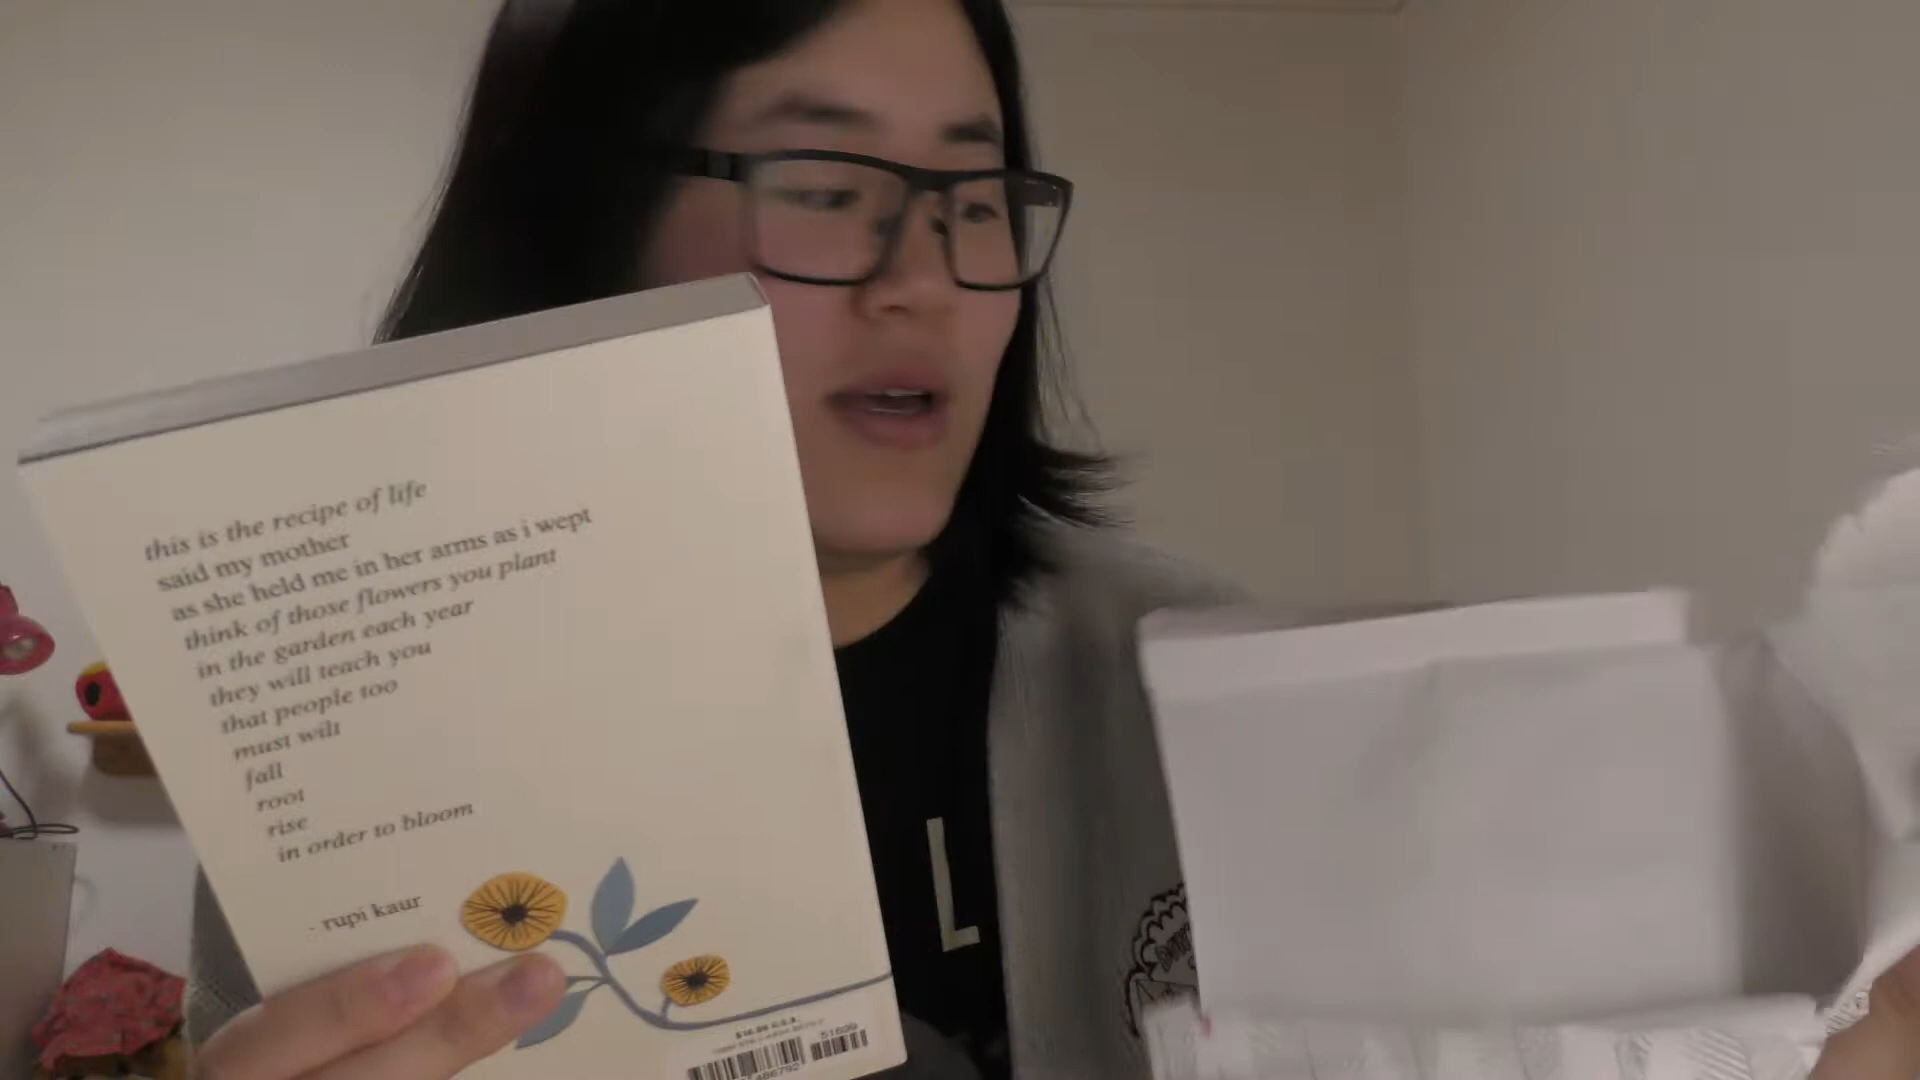 this is the recipe of life
said my mother
as she held me in her arms as i wept
think of those flowers you plant
in the garden each year
they will teach you
that people too
must wilt
fall
root
rise
in order to bloom
- rupi kaur
L